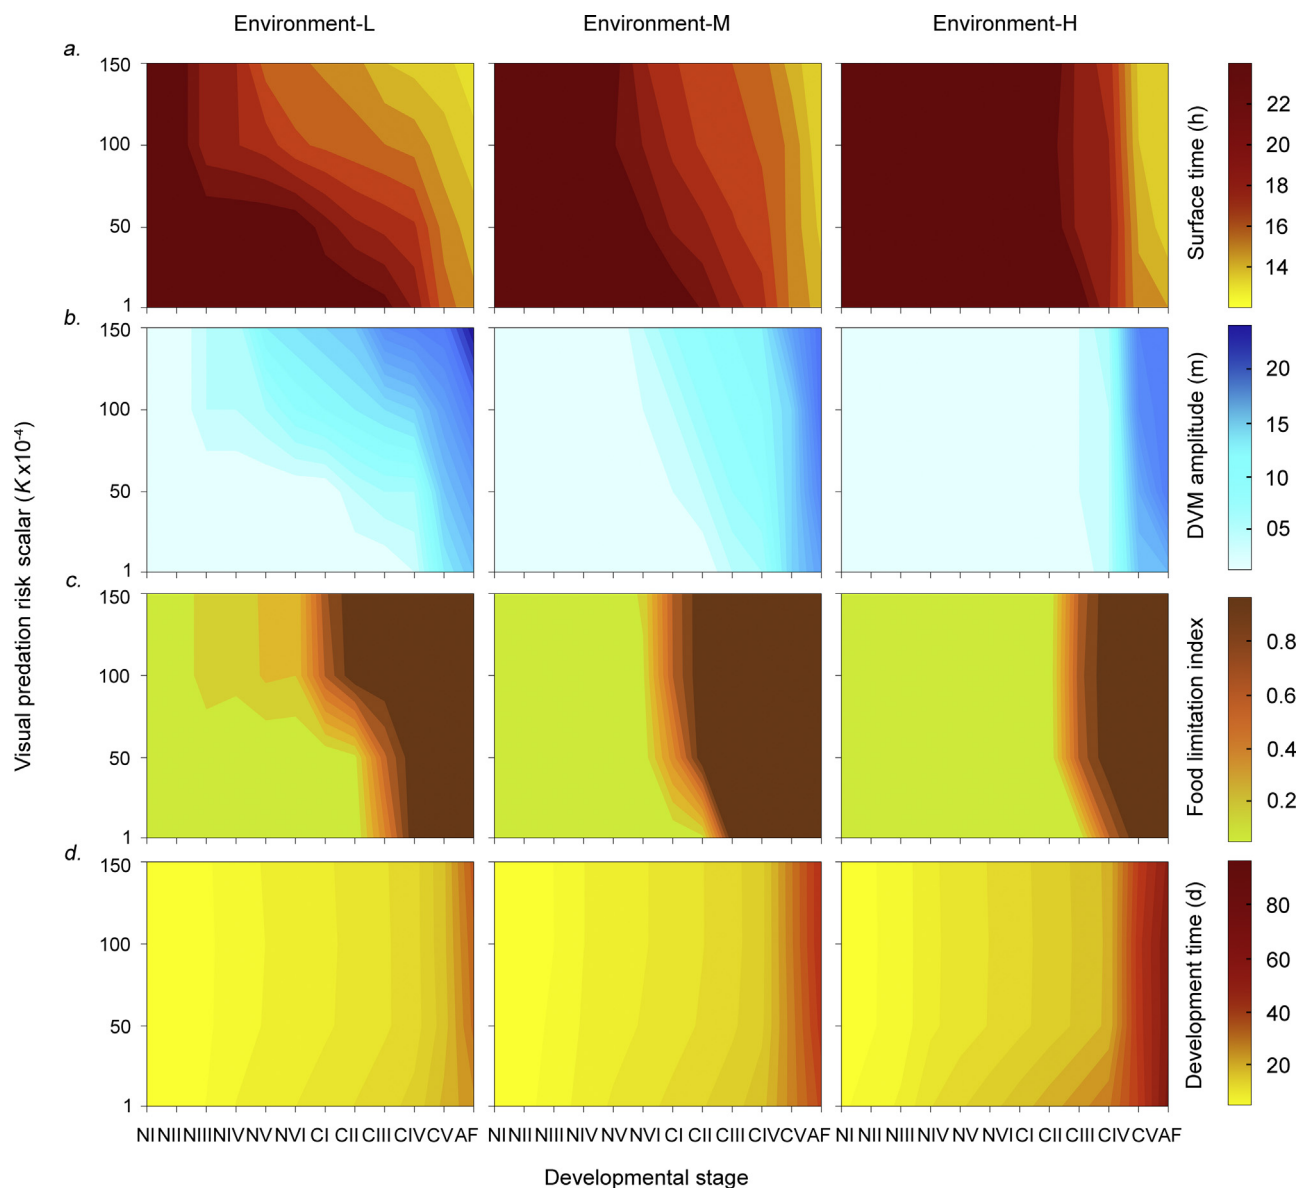 Environment-L Environment-M Environment-H
a.
150
100
50
1
22
20
18
16
14
Surface time (h)
b.
150
100
50
1
20
15
10
05
DVM amplitude (m)
c.
150
100
50
1
0.8
0.6
0.4
0.2
Food limitation index
d.
150
100
50
1
80
60
40
20
Development time (d)
Visual predation risk scalar (K x10⁻⁴)
NI NII NIII NIV NV NVI CI CII CIII CIV CV AF NI NII NIII NIV NV NVI CI CII CIII CIV CV AF NI NII NIII NIV NV NVI CI CII CIII CIV CV AF
Developmental stage